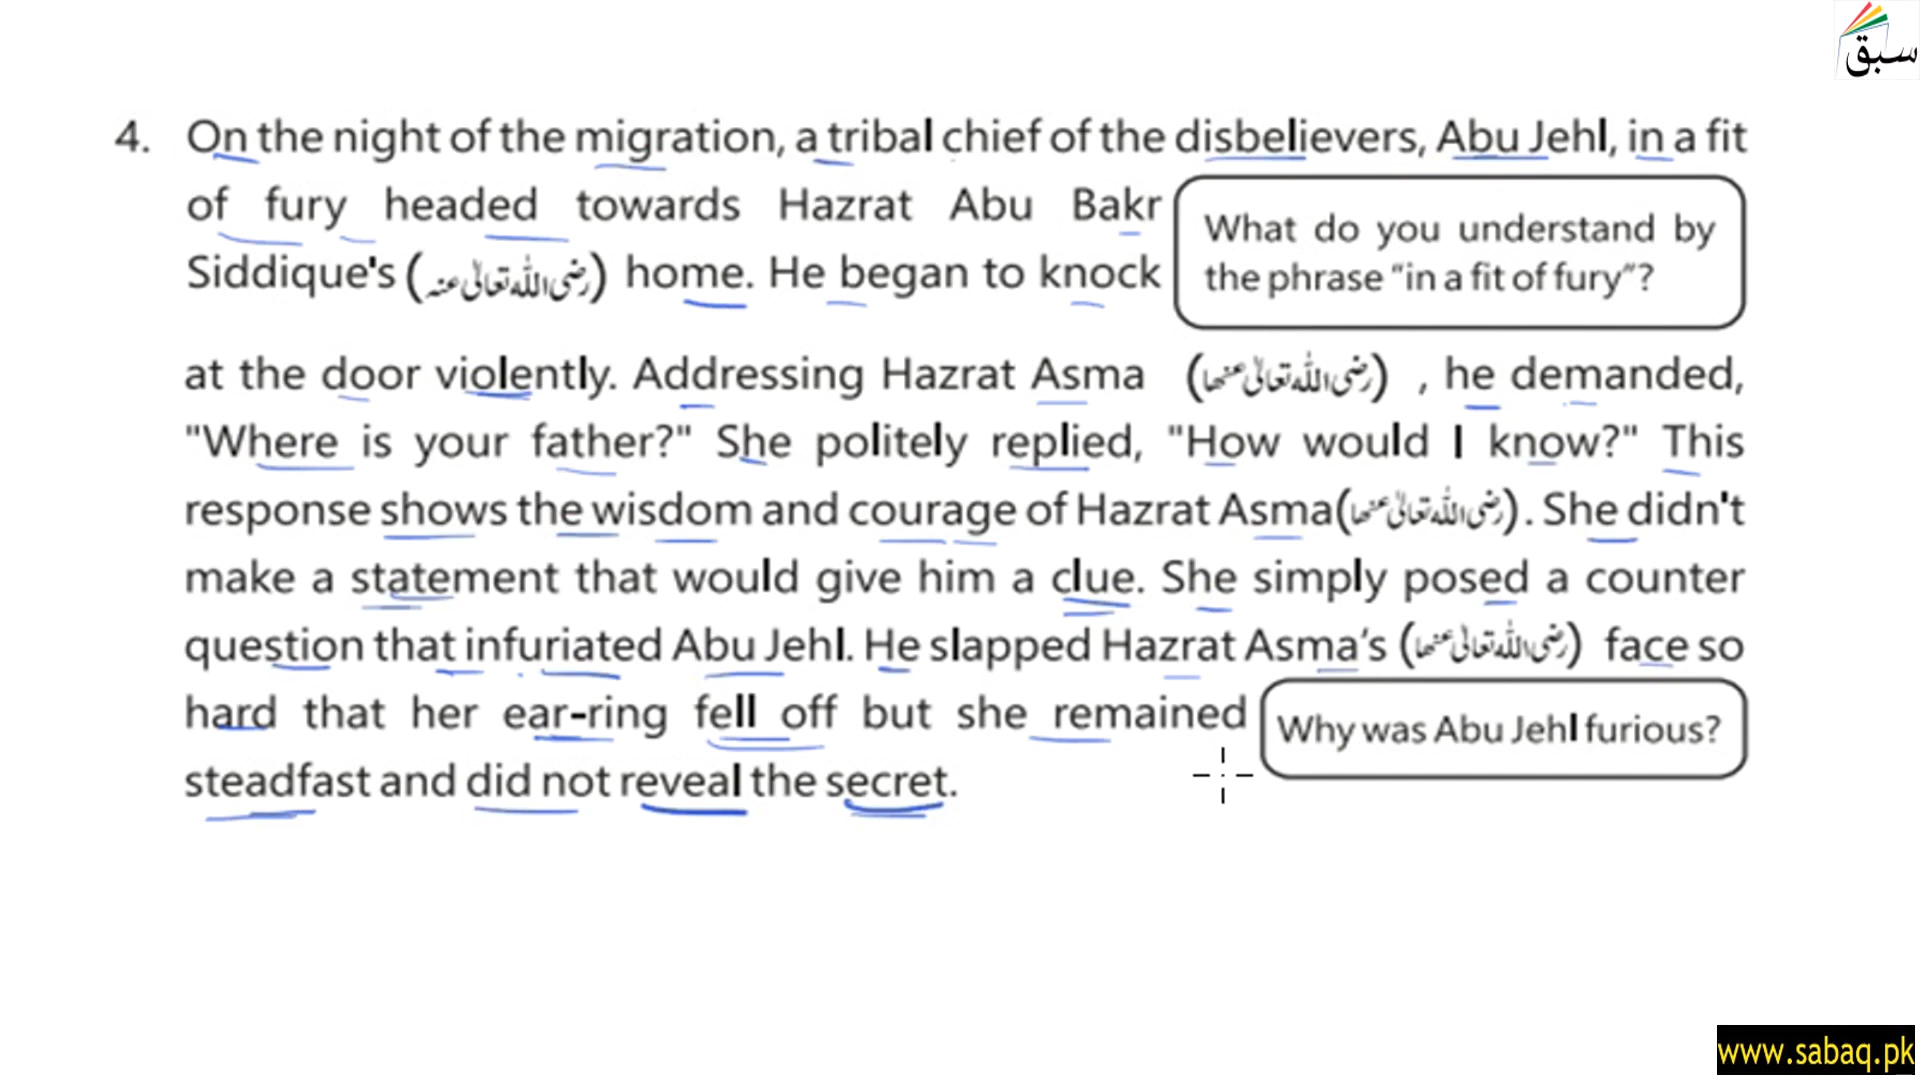 سبق
4. On the night of the migration, a tribal chief of the disbelievers, Abu Jehl, in a fit
of fury headed towards Hazrat Abu Bakr
Siddique's (رضی اللہ تعالیٰ عنہ) home. He began to knock
What do you understand by
the phrase "in a fit of fury"?
at the door violently. Addressing Hazrat Asma (رضی اللہ تعالیٰ عنہا) , he demanded,
"Where is your father?" She politely replied, "How would I know?" This
response shows the wisdom and courage of Hazrat Asma(رضی اللہ تعالیٰ عنہا). She didn't
make a statement that would give him a clue. She simply posed a counter
question that infuriated Abu Jehl. He slapped Hazrat Asma's (رضی اللہ تعالیٰ عنہا) face so
hard that her ear-ring fell off but she remained
steadfast and did not reveal the secret.
Why was Abu Jehl furious?
www.sabaq.pk